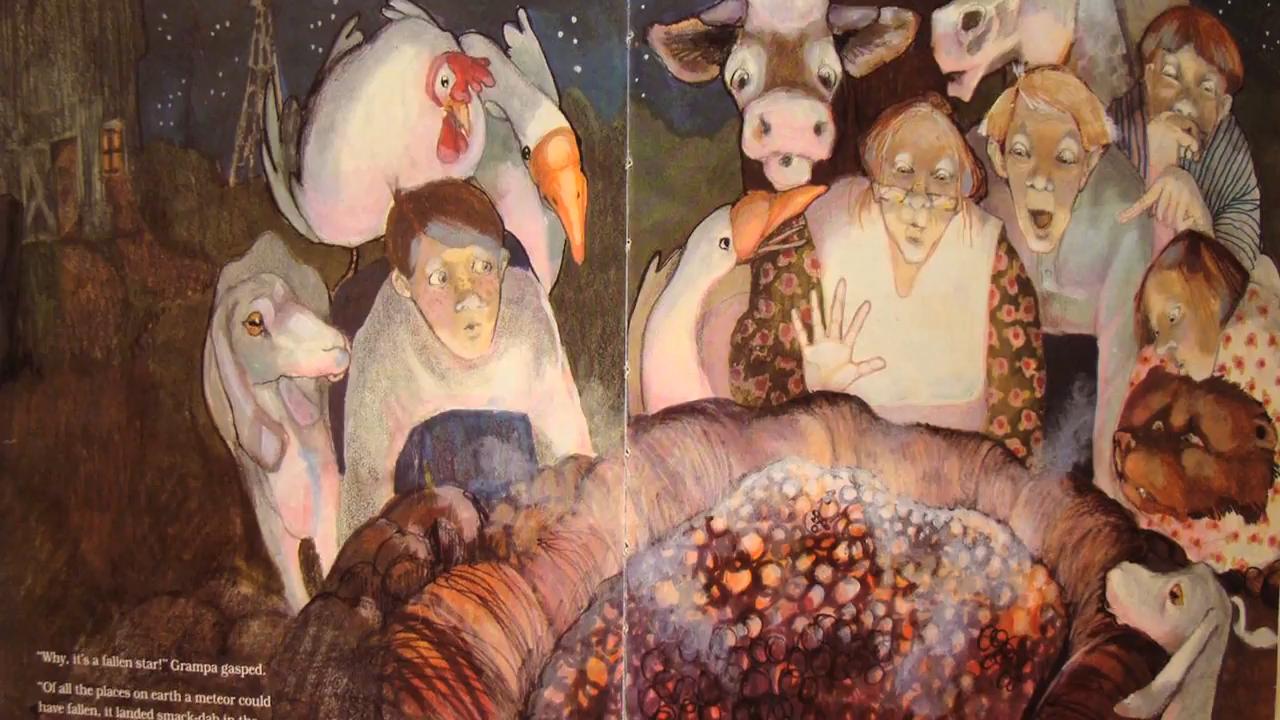 “Why, it’s a fallen star!” Grampa gasped.
“Of all the places on earth a meteor could
have fallen, it landed smack-dab in the